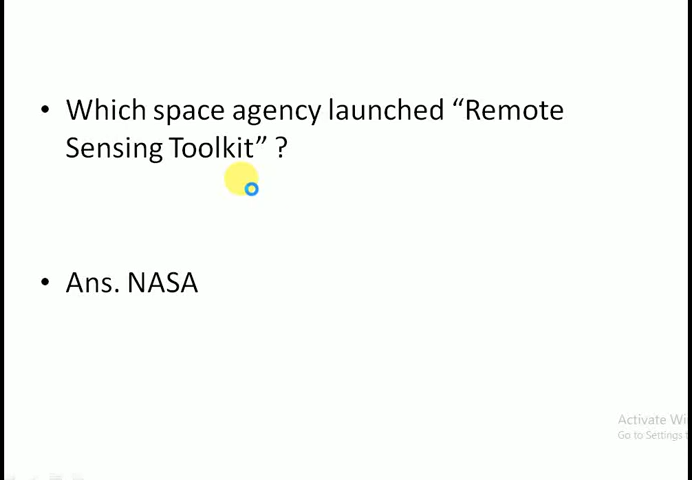 • Which space agency launched “Remote
Sensing Toolkit” ?
• Ans. NASA
Activate Wi
Go to Settings